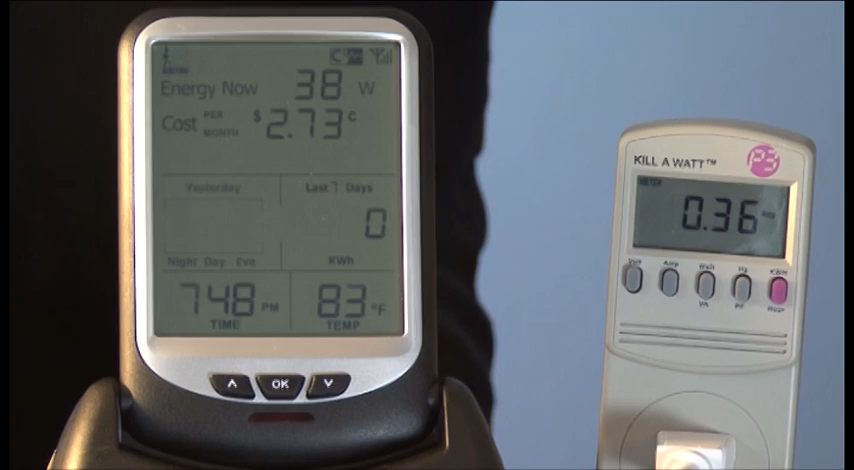 Energy Now 38 W
Cost PER MONTH $ 2.73 c
Yesterday Last 7 Days
0
Night Day Eve KWh
7 48 PM 83 °F
TIME TEMP
OK
KILL A WATT™ P3
METER
0.36 Amp
Volt Amp Watt Hz KWH
VA PF Hour